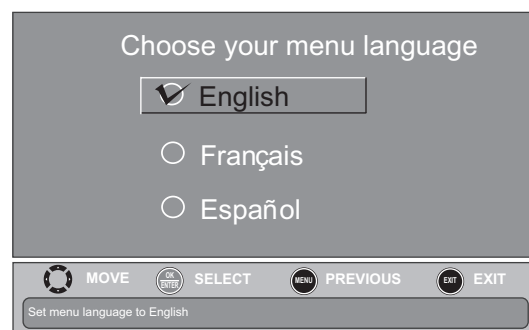 Choose your menu language
English
Français
Español
MOVE OK ENTER SELECT MENU PREVIOUS EXIT EXIT
Set menu language to English